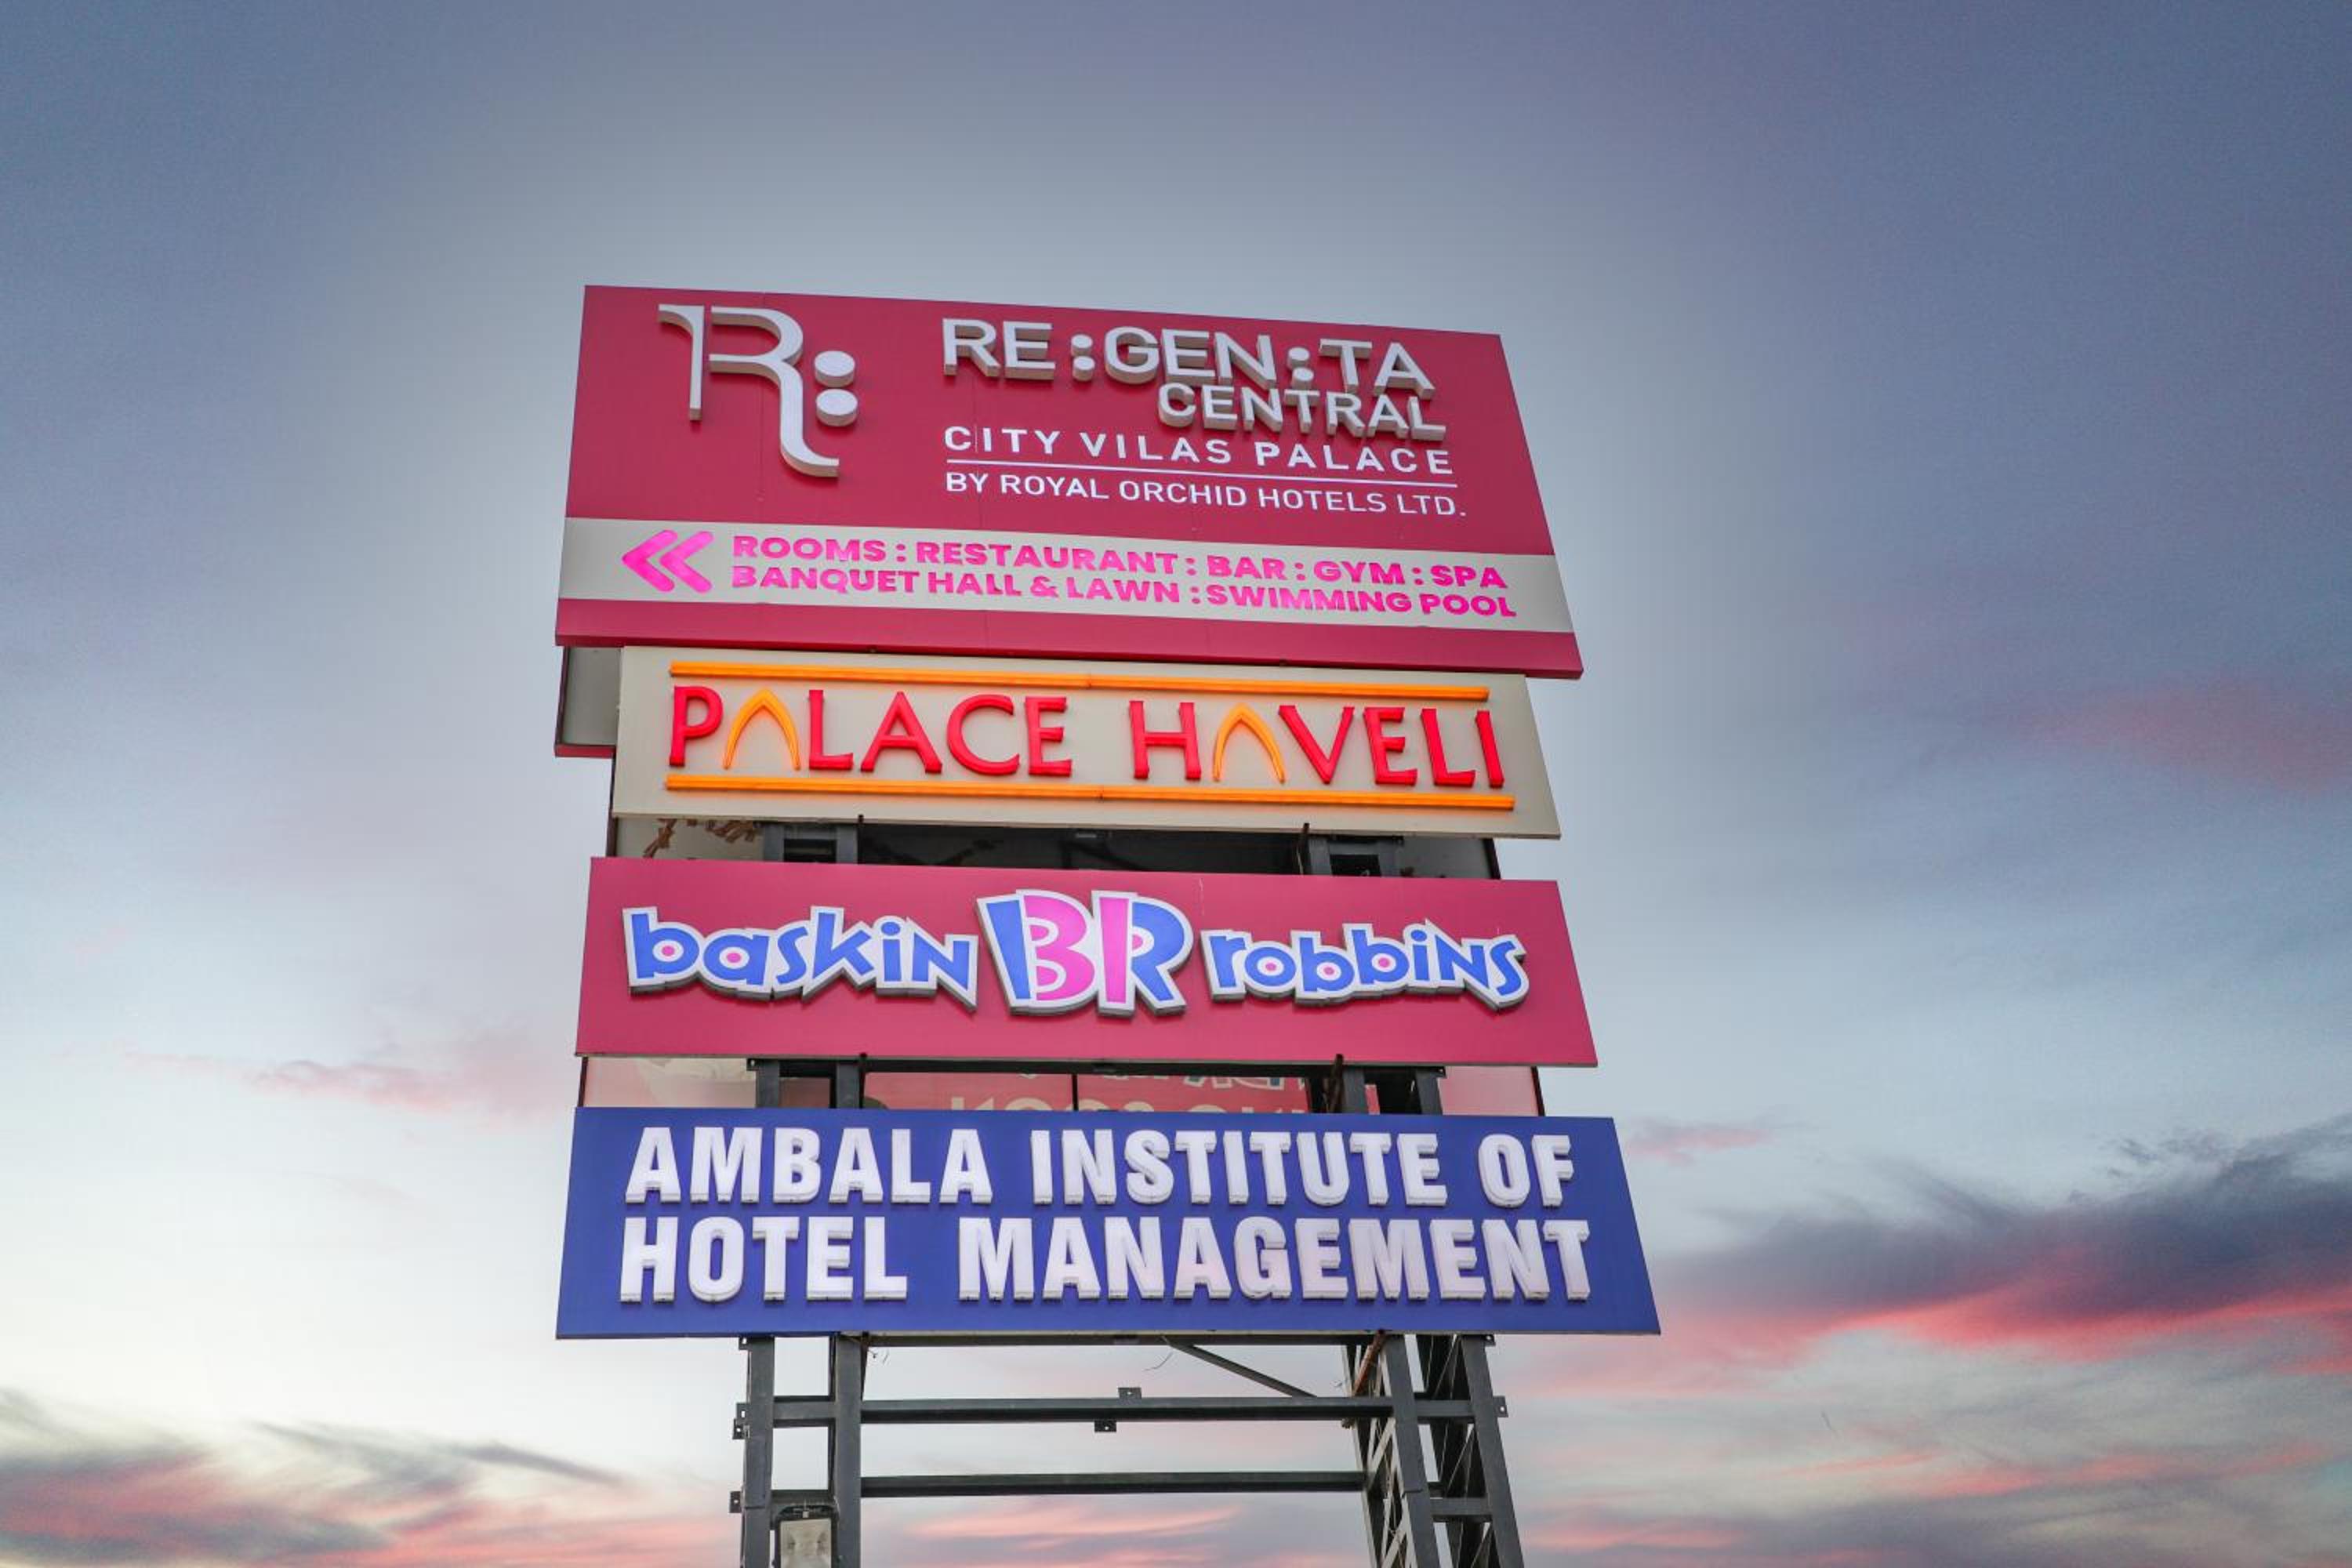 R:
RE:GEN:TA
CENTRAL
CITY VILAS PALACE
BY ROYAL ORCHID HOTELS LTD.
ROOMS : RESTAURANT : BAR : GYM : SPA
BANQUET HALL & LAWN : SWIMMING POOL
PALACE HAVELI
baskin BR robbins
AMBALA INSTITUTE OF
HOTEL MANAGEMENT